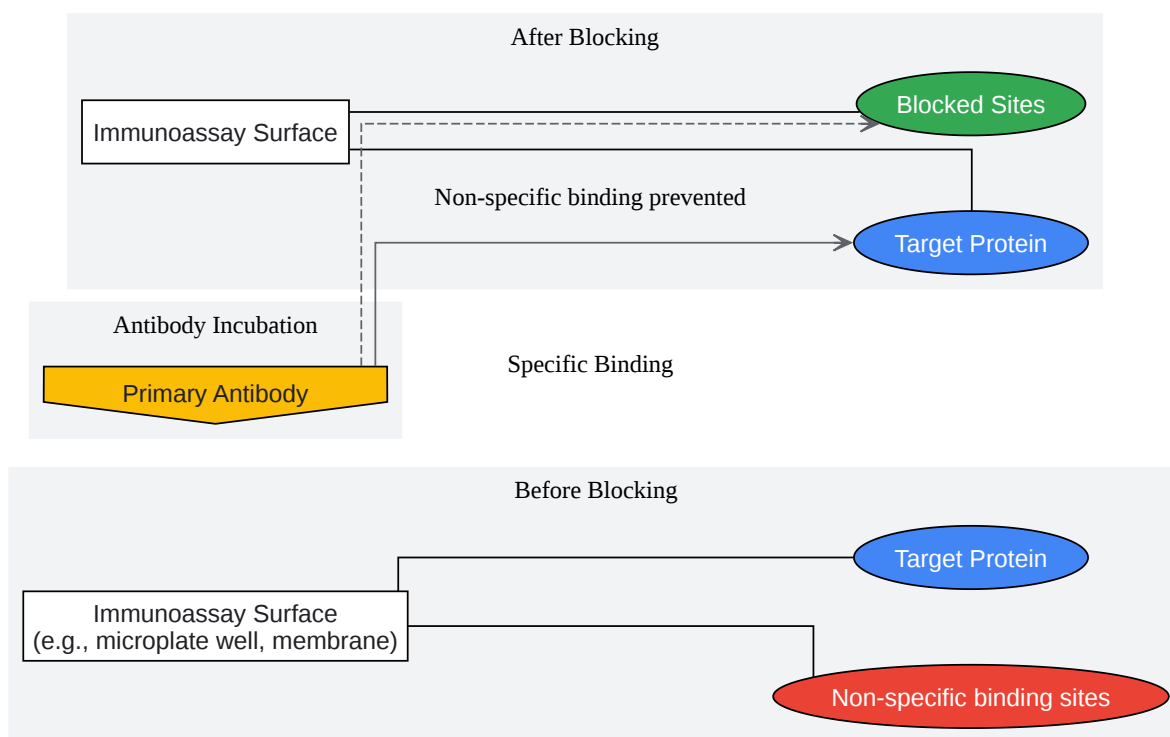 After Blocking
Blocked Sites
Immunoassay Surface
Non-specific binding prevented
Target Protein
Antibody Incubation
Specific Binding
Primary Antibody
Before Blocking
Target Protein
Immunoassay Surface
(e.g., microplate well, membrane)
Non-specific binding sites